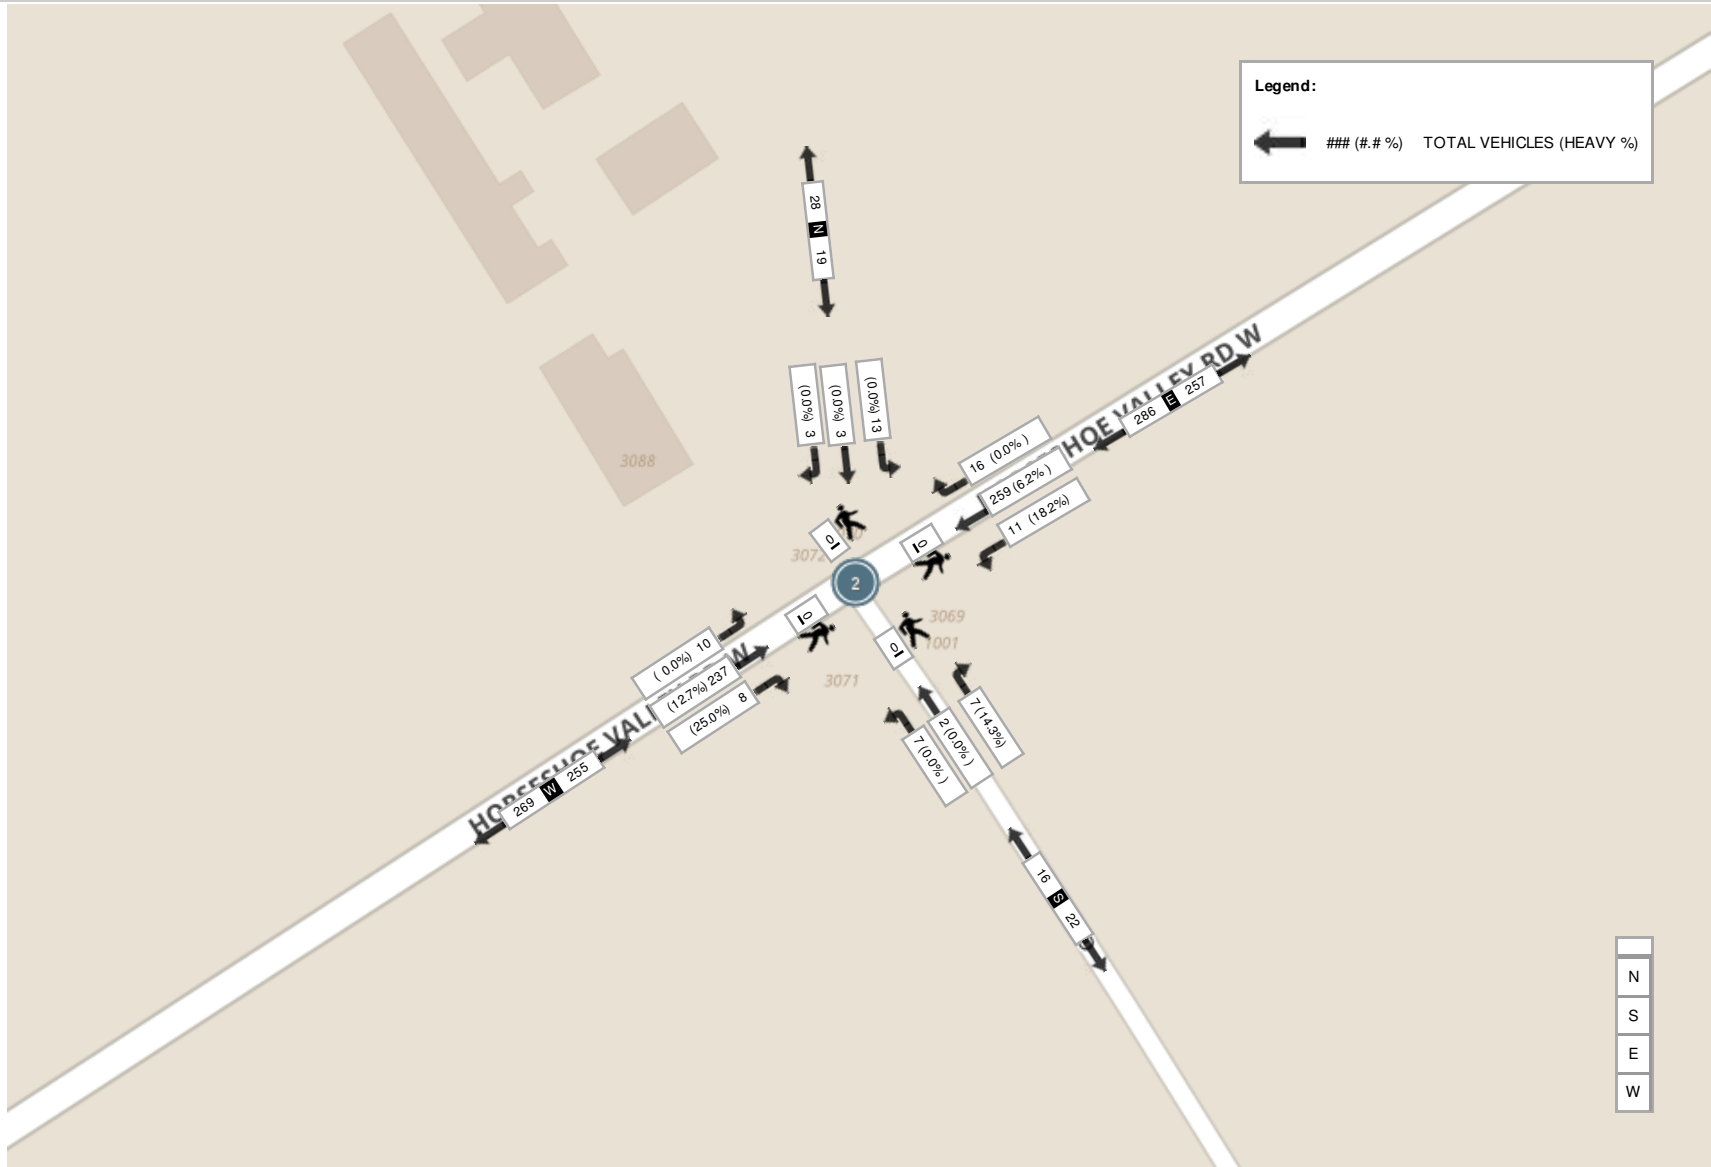 Legend:
### (#.# %) TOTAL VEHICLES (HEAVY %)
28 N 19
(0.0%) 3
(0.0%) 3
(0.0%) 13
HOE VALLEY RD W
286 E 257
16 (0.0% )
259 (6.2% )
11 (18.2%)
3088
0
0
3072
2
0
0
3069
1001
3071
( 0.0%) 10
(12.7%) 237
(25.0%) 8
W
HORSESHOE VALL
269 W 255
7 (0.0% )
2 (0.0% )
7 (14.3%)
16 S 22
N
S
E
W